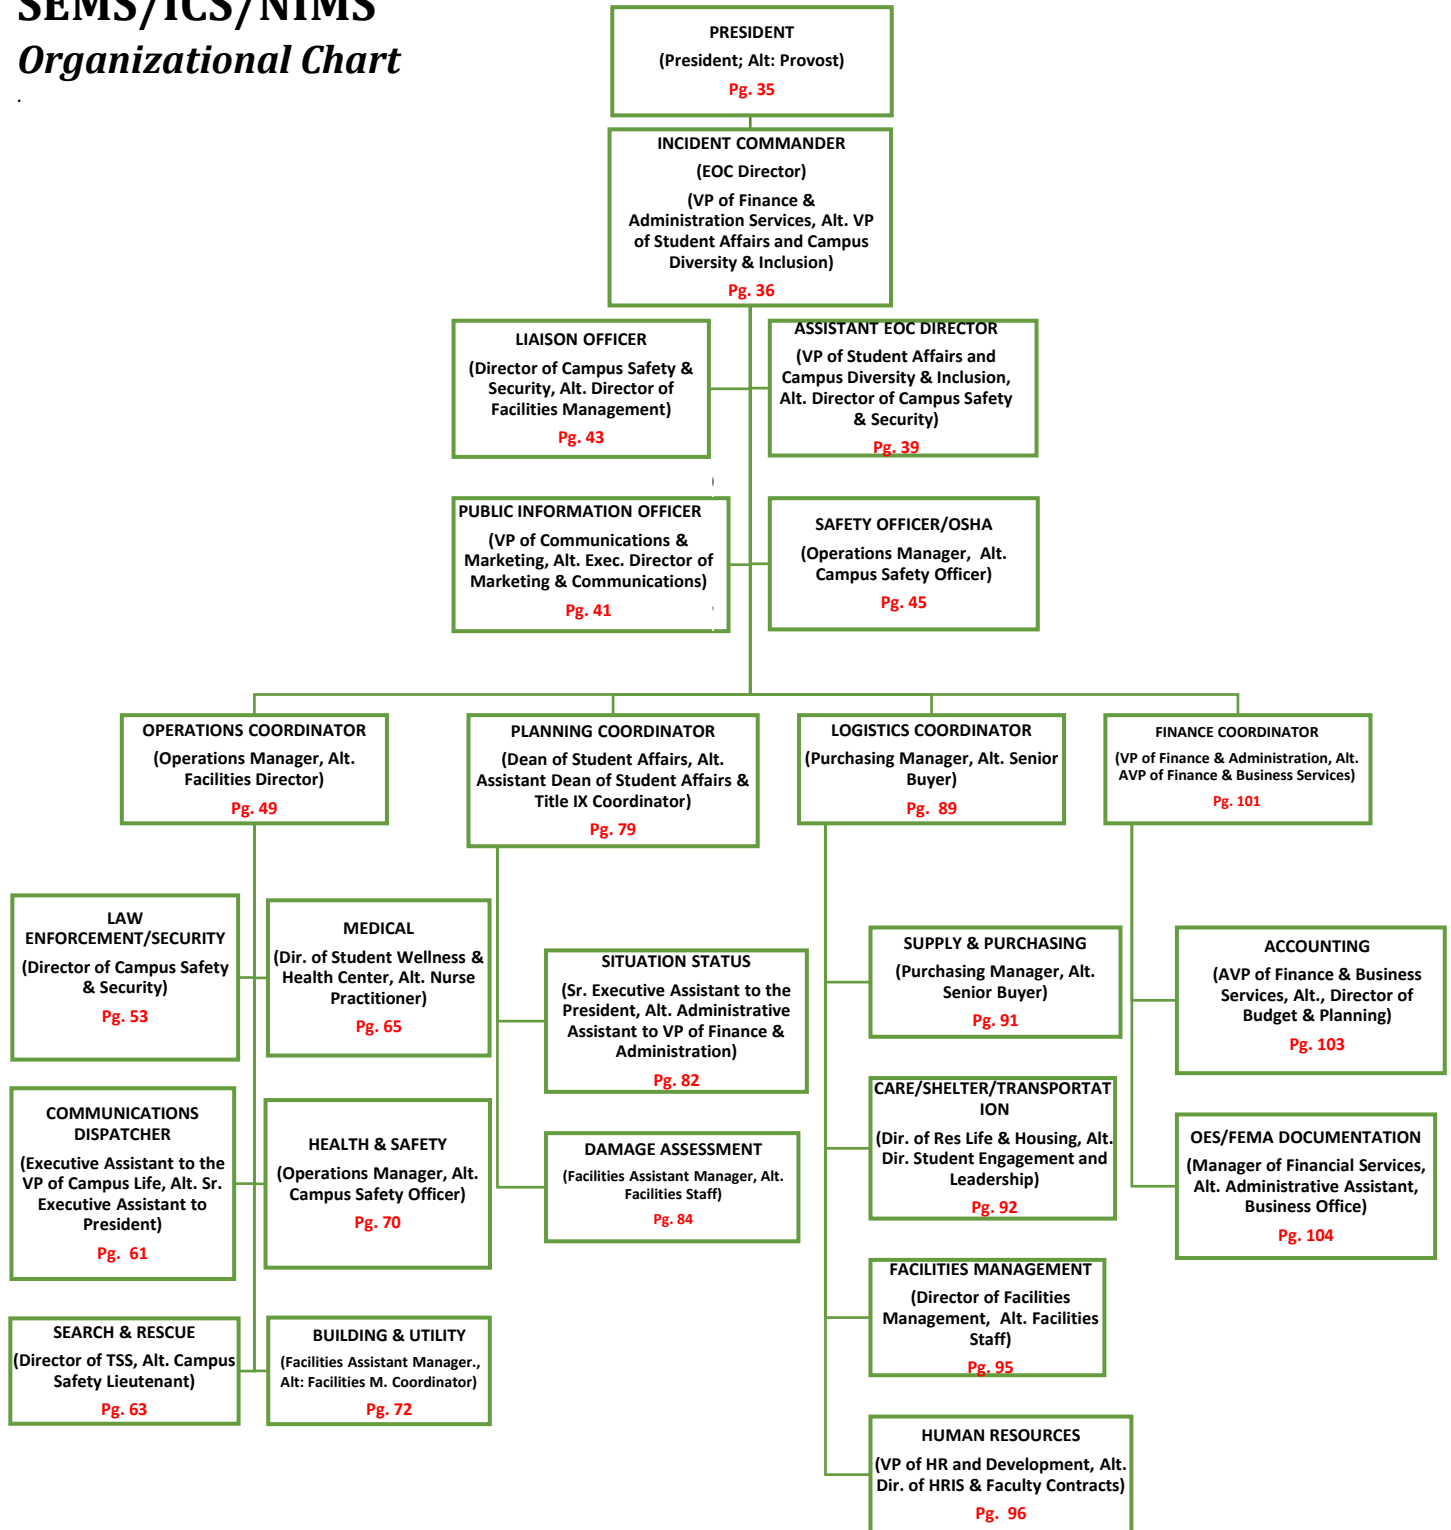 SEMS/ICS/NIMS
Organizational Chart
.
PRESIDENT
(President; Alt: Provost)
Pg. 35
INCIDENT COMMANDER
(EOC Director)
(VP of Finance &
Administration Services, Alt. VP
of Student Affairs and Campus
Diversity & Inclusion)
Pg. 36
LIAISON OFFICER
(Director of Campus Safety &
Security, Alt. Director of
Facilities Management)
Pg. 43
ASSISTANT EOC DIRECTOR
(VP of Student Affairs and
Campus Diversity & Inclusion,
Alt. Director of Campus Safety
& Security)
Pg. 39
PUBLIC INFORMATION OFFICER
(VP of Communications &
Marketing, Alt. Exec. Director of
Marketing & Communications)
Pg. 41
SAFETY OFFICER/OSHA
(Operations Manager,  Alt.
Campus Safety Officer)
Pg. 45
OPERATIONS COORDINATOR
(Operations Manager, Alt.
Facilities Director)
Pg. 49
PLANNING COORDINATOR
(Dean of Student Affairs, Alt.
Assistant Dean of Student Affairs &
Title IX Coordinator)
Pg. 79
LOGISTICS COORDINATOR
(Purchasing Manager, Alt. Senior
Buyer)
Pg.  89
FINANCE COORDINATOR
(VP of Finance & Administration, Alt.
AVP of Finance & Business Services)
Pg. 101
LAW
ENFORCEMENT/SECURITY
(Director of Campus Safety
& Security)
Pg. 53
MEDICAL
(Dir. of Student Wellness &
Health Center, Alt. Nurse
Practitioner)
Pg. 65
COMMUNICATIONS
DISPATCHER
(Executive Assistant to the
VP of Campus Life, Alt. Sr.
Executive Assistant to
President)
Pg.  61
HEALTH & SAFETY
(Operations Manager, Alt.
Campus Safety Officer)
Pg. 70
SEARCH & RESCUE
(Director of TSS, Alt. Campus
Safety Lieutenant)
Pg. 63
BUILDING & UTILITY
(Facilities Assistant Manager.,
Alt: Facilities M. Coordinator)
Pg. 72
SITUATION STATUS
(Sr. Executive Assistant to the
President, Alt. Administrative
Assistant to VP of Finance &
Administration)
Pg. 82
DAMAGE ASSESSMENT
(Facilities Assistant Manager, Alt.
Facilities Staff)
Pg. 84
SUPPLY & PURCHASING
(Purchasing Manager, Alt.
Senior Buyer)
Pg. 91
CARE/SHELTER/TRANSPORTAT
ION
(Dir. of Res Life & Housing, Alt.
Dir. Student Engagement and
Leadership)
Pg. 92
FACILITIES MANAGEMENT
(Director of Facilities
Management,  Alt. Facilities
Staff)
Pg. 95
HUMAN RESOURCES
(VP of HR and Development, Alt.
Dir. of HRIS & Faculty Contracts)
Pg.  96
ACCOUNTING
(AVP of Finance & Business
Services, Alt., Director of
Budget & Planning)
Pg. 103
OES/FEMA DOCUMENTATION
(Manager of Financial Services,
Alt. Administrative Assistant,
Business Office)
Pg. 104